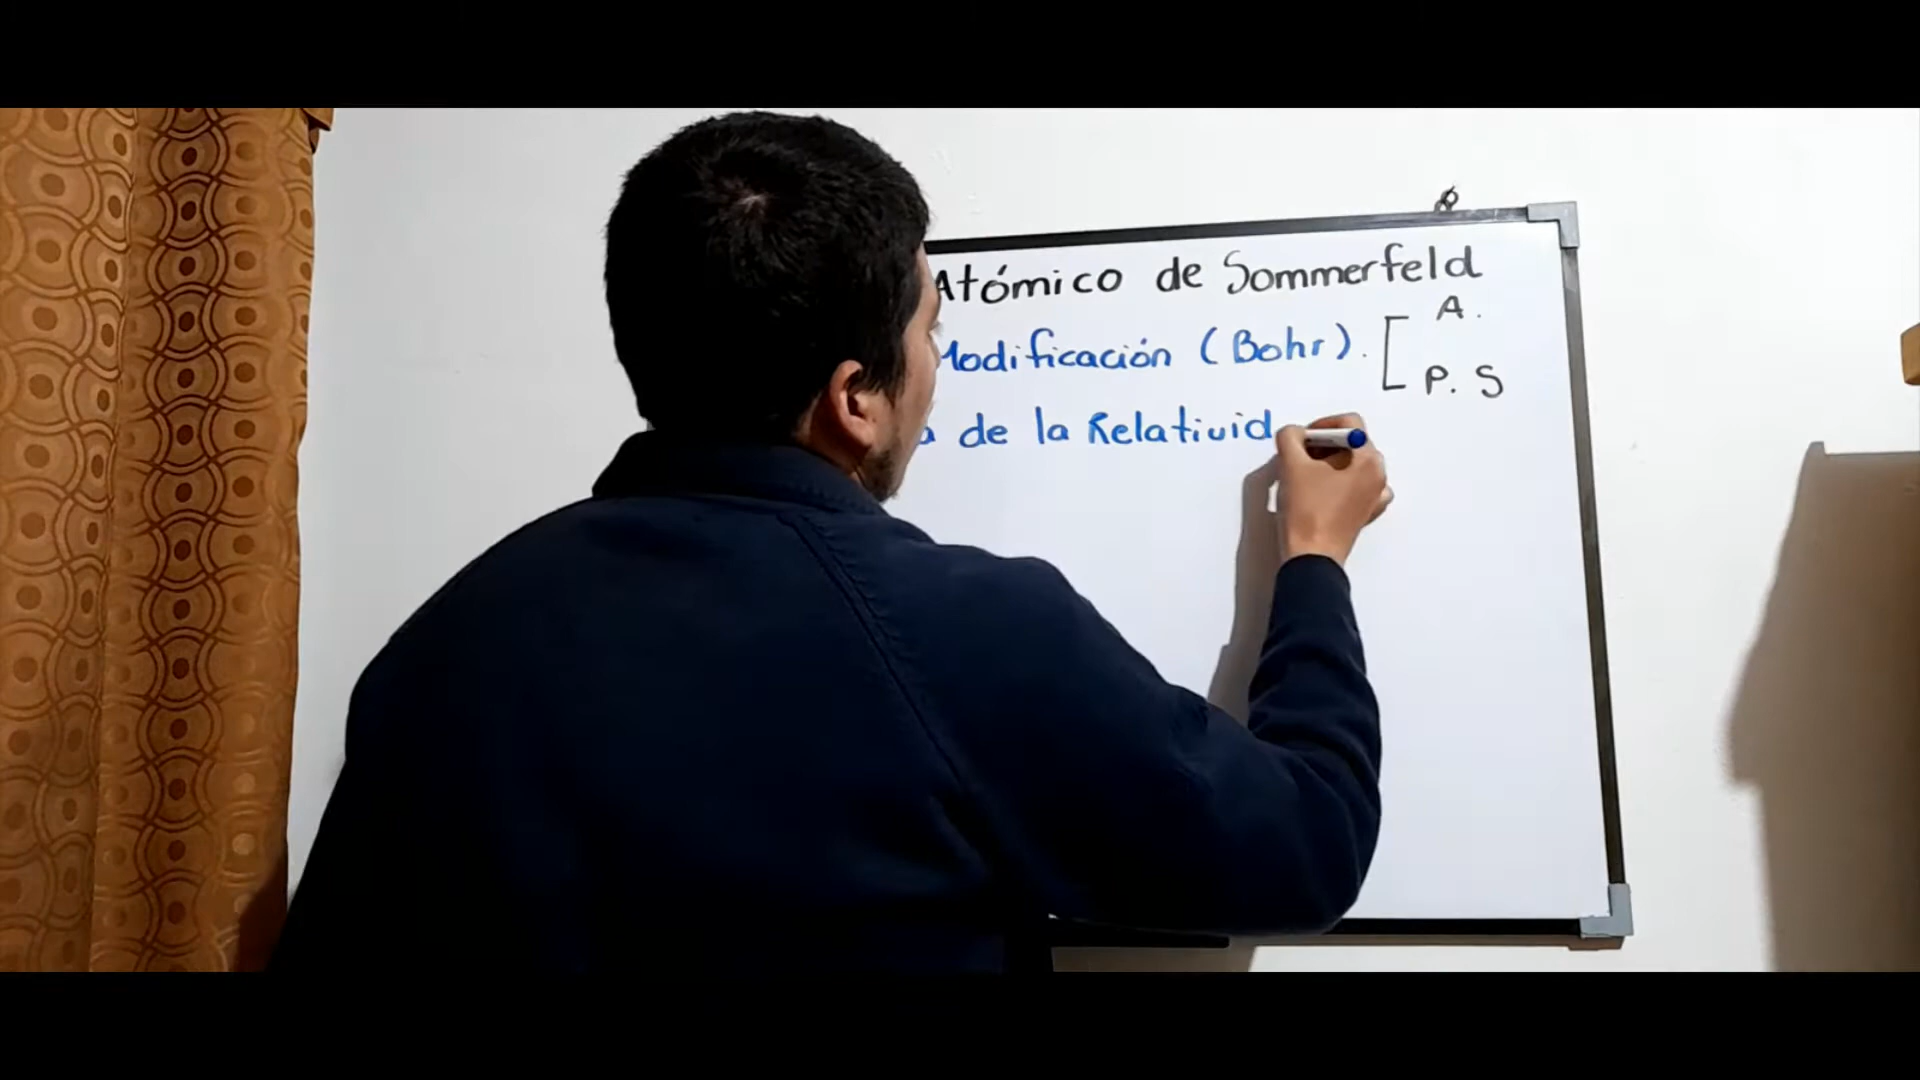 Atómico de Sommerfeld
Modificación (Bohr). [ A.
P. S
de la Relativid